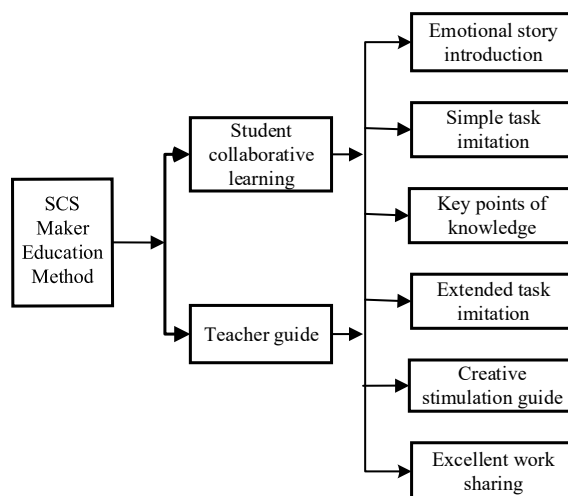 SCS
Maker
Education
Method
Student
collaborative
learning
Teacher guide
Emotional story
introduction
Simple task
imitation
Key points of
knowledge
Extended task
imitation
Creative
stimulation guide
Excellent work
sharing